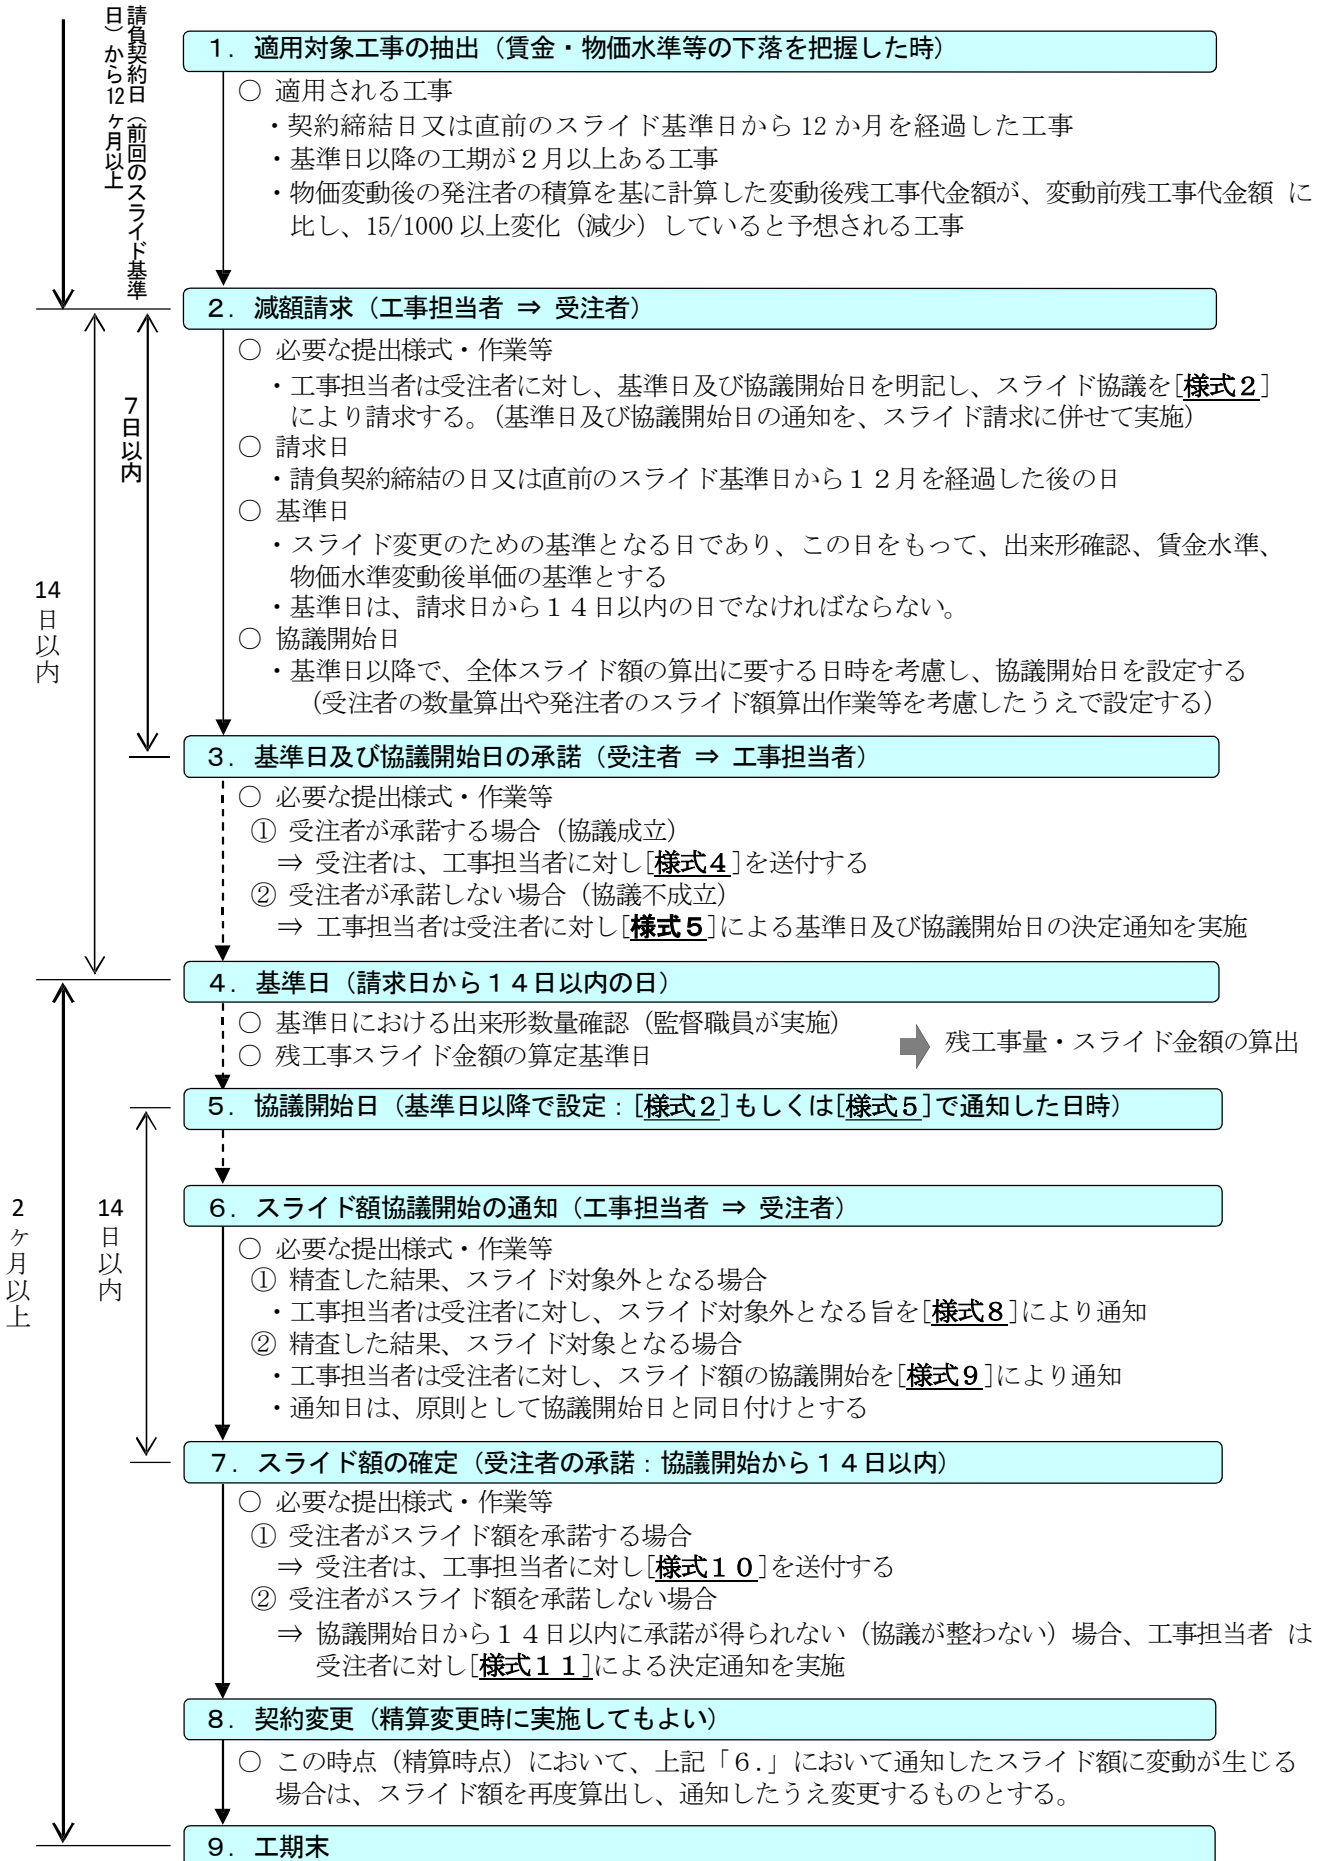 請負契約日（前回のスライド基準
日）から12ヶ月以上
1．適用対象工事の抽出（賃金・物価水準等の下落を把握した時）
○ 適用される工事
・契約締結日又は直前のスライド基準日から 12 か月を経過した工事
・基準日以降の工期が２月以上ある工事
・物価変動後の発注者の積算を基に計算した変動後残工事代金額が、変動前残工事代金額 に
比し、15/1000 以上変化（減少）していると予想される工事
2．減額請求（工事担当者 ⇒ 受注者）
○ 必要な提出様式・作業等
・工事担当者は受注者に対し、基準日及び協議開始日を明記し、スライド協議を[様式２]
により請求する。（基準日及び協議開始日の通知を、スライド請求に併せて実施）
○ 請求日
・請負契約締結の日又は直前のスライド基準日から１２月を経過した後の日
○ 基準日
・スライド変更のための基準となる日であり、この日をもって、出来形確認、賃金水準、
物価水準変動後単価の基準とする
・基準日は、請求日から１４日以内の日でなければならない。
○ 協議開始日
・基準日以降で、全体スライド額の算出に要する日時を考慮し、協議開始日を設定する
（受注者の数量算出や発注者のスライド額算出作業等を考慮したうえで設定する）
7日以内
14日以内
3．基準日及び協議開始日の承諾（受注者 ⇒ 工事担当者）
○ 必要な提出様式・作業等
① 受注者が承諾する場合（協議成立）
⇒ 受注者は、工事担当者に対し[様式４]を送付する
② 受注者が承諾しない場合（協議不成立）
⇒ 工事担当者は受注者に対し[様式５]による基準日及び協議開始日の決定通知を実施
4．基準日（請求日から１４日以内の日）
○ 基準日における出来形数量確認（監督職員が実施）
○ 残工事スライド金額の算定基準日
残工事量・スライド金額の算出
5．協議開始日（基準日以降で設定：[様式２]もしくは[様式５]で通知した日時）
6．スライド額協議開始の通知（工事担当者 ⇒ 受注者）
○ 必要な提出様式・作業等
① 精査した結果、スライド対象外となる場合
・工事担当者は受注者に対し、スライド対象外となる旨を[様式８]により通知
② 精査した結果、スライド対象となる場合
・工事担当者は受注者に対し、スライド額の協議開始を[様式９]により通知
・通知日は、原則として協議開始日と同日付けとする
14日以内
2ヶ月以上
7．スライド額の確定（受注者の承諾：協議開始から１４日以内）
○ 必要な提出様式・作業等
① 受注者がスライド額を承諾する場合
⇒ 受注者は、工事担当者に対し[様式１０]を送付する
② 受注者がスライド額を承諾しない場合
⇒ 協議開始日から１４日以内に承諾が得られない（協議が整わない）場合、工事担当者 は
受注者に対し[様式１１]による決定通知を実施
8．契約変更（精算変更時に実施してもよい）
○ この時点（精算時点）において、上記「６.」において通知したスライド額に変動が生じる
場合は、スライド額を再度算出し、通知したうえ変更するものとする。
9．工期末